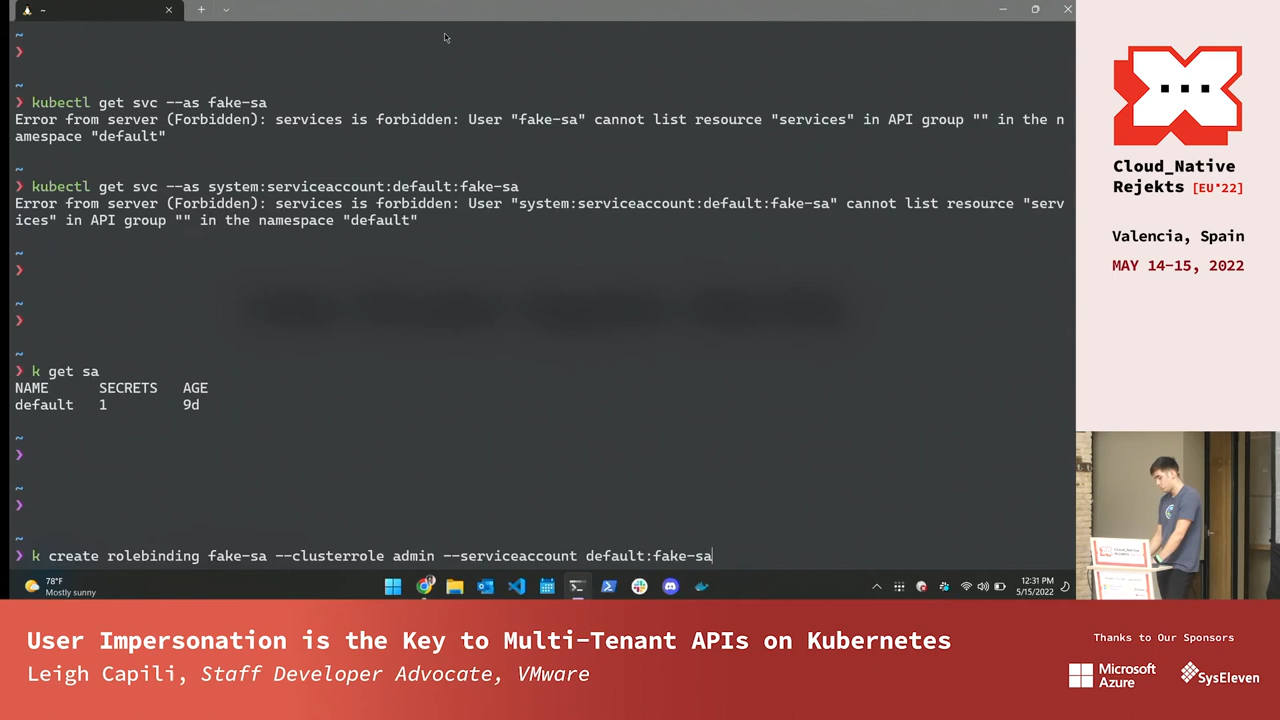 ~
~
❯
~
❯ kubectl get svc --as fake-sa
Error from server (Forbidden): services is forbidden: User "fake-sa" cannot list resource "services" in API group "" in the n
amespace "default"
~
❯ kubectl get svc --as system:serviceaccount:default:fake-sa
Error from server (Forbidden): services is forbidden: User "system:serviceaccount:default:fake-sa" cannot list resource "serv
ices" in API group "" in the namespace "default"
~
❯
~
❯
~
❯ k get sa
NAME SECRETS AGE
default 1 9d
~
❯
~
❯
~
❯ k create rolebinding fake-sa --clusterrole admin --serviceaccount default:fake-sa
78°F
Mostly sunny
12:31 PM
5/15/2022
Cloud_Native
Rejekts [EU*22]
Valencia, Spain
MAY 14-15, 2022
User Impersonation is the Key to Multi-Tenant APIs on Kubernetes
Leigh Capili, Staff Developer Advocate, VMware
Thanks to Our Sponsors
Microsoft
Azure
SysEleven